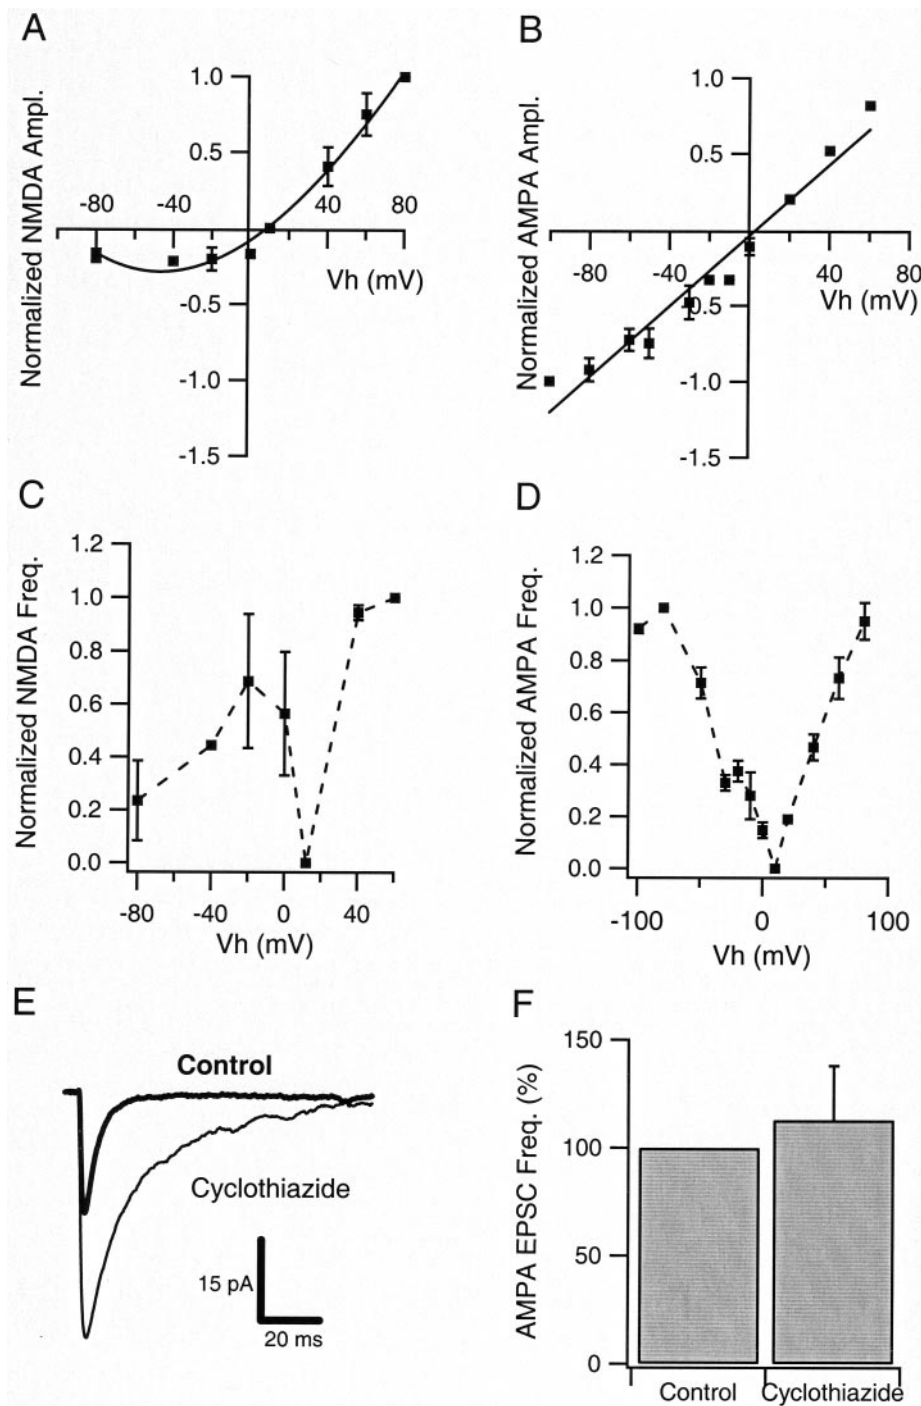 A
Normalized NMDA Ampl.
1.0
0.5
-80
-40
40
80
Vh (mV)
-0.5
-1.0
-1.5
B
Normalized AMPA Ampl.
1.0
0.5
-80
-40
40
80
Vh (mV)
-0.5
-1.0
-1.5
C
Normalized NMDA Freq.
1.2
1.0
0.8
0.6
0.4
0.2
0.0
-80
-40
0
40
Vh (mV)
D
Normalized AMPA Freq.
1.2
1.0
0.8
0.6
0.4
0.2
0.0
-100
0
100
Vh (mV)
E
Control
Cyclothiazide
15 pA
20 ms
F
AMPA EPSC Freq. (%)
150
100
50
0
Control
Cyclothiazide